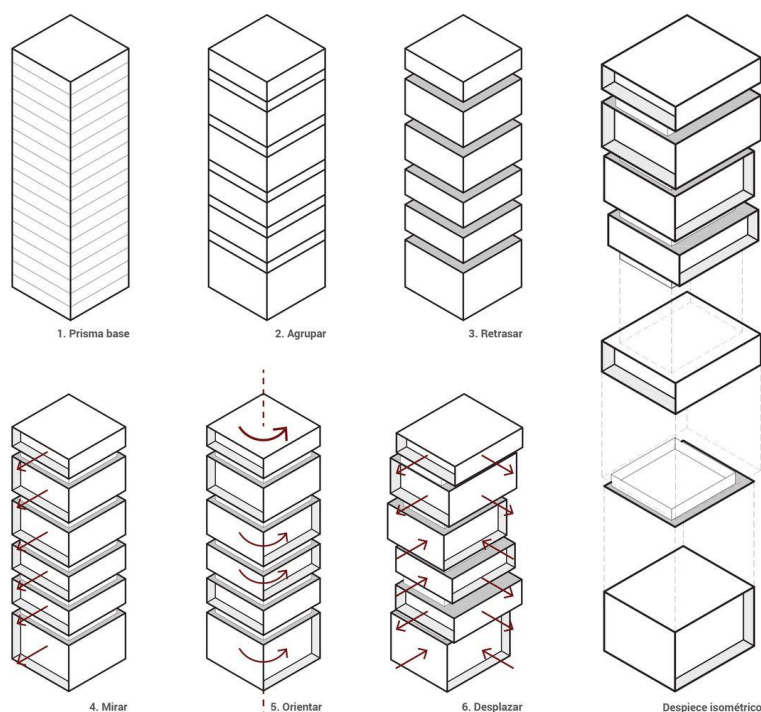 1. Prisma base
2. Agrupar
3. Retrasar
4. Mirar
5. Orientar
6. Desplazar
Despiece isométrico